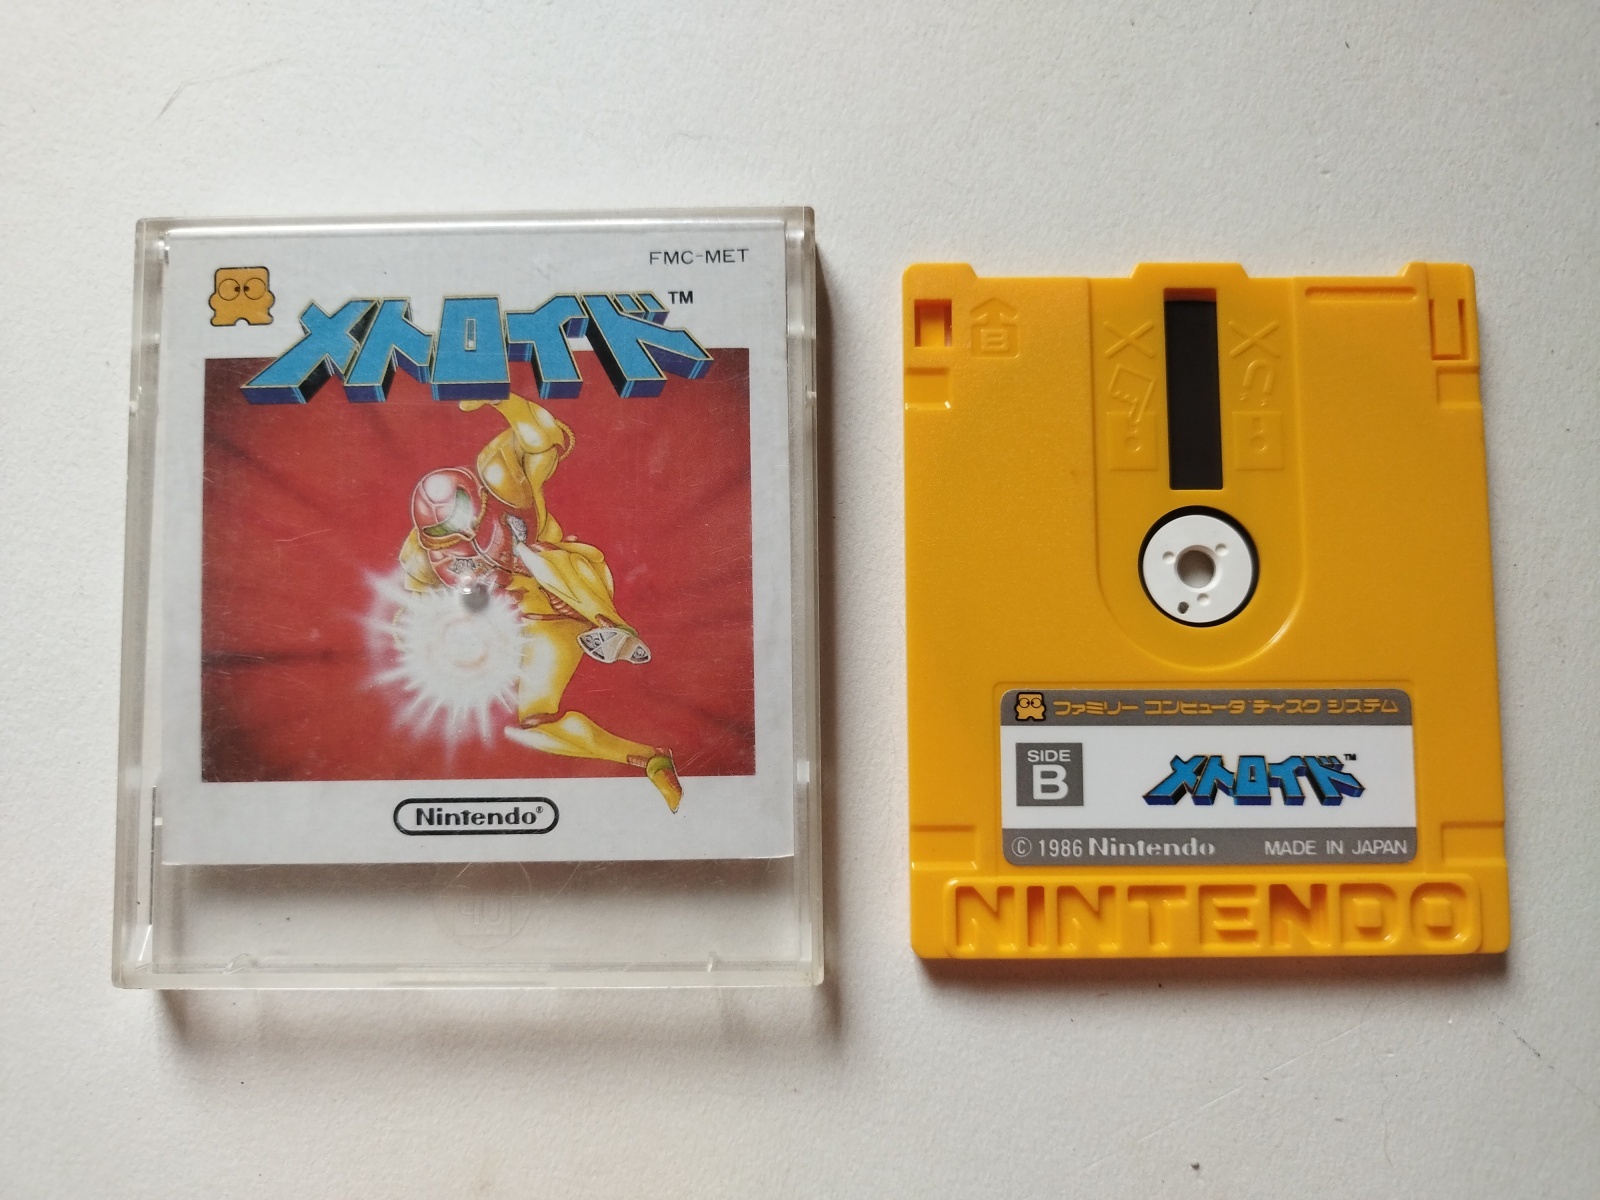 FMC-MET
メトロイド™
Nintendo®
ファミリー コンピュータ ディスク システム
SIDE
B
メトロイド™
© 1986 Nintendo MADE IN JAPAN
NINTENDO